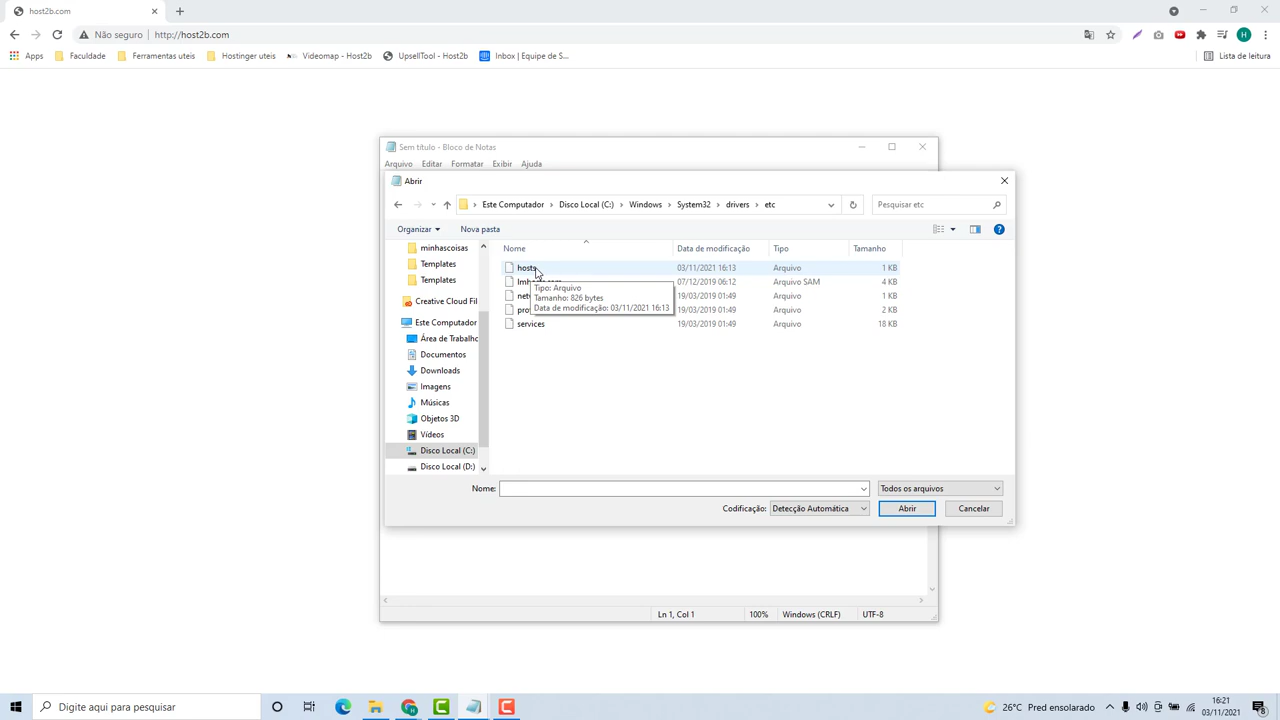 host2b.com
Não seguro
http://host2b.com
H
Apps
Faculdade
Ferramentas uteis
Hostinger uteis
Videomap - Host2b
UpsellTool - Host2b
Inbox | Equipe de S...
Lista de leitura
Sem título - Bloco de Notas
Arquivo Editar Formatar Exibir Ajuda
Abrir
Este Computador > Disco Local (C:) > Windows > System32 > drivers > etc
Pesquisar etc
Organizar
Nova pasta
minhascoisas
Templates
Templates
Creative Cloud Fil
Este Computador
Área de Trabalho
Documentos
Downloads
Imagens
Músicas
Objetos 3D
Vídeos
Disco Local (C:)
Disco Local (D:)
Nome Data de modificação Tipo Tamanho
hosts 03/11/2021 16:13 Arquivo 1 KB
07/12/2019 06:12 Arquivo SAM 4 KB
19/03/2019 01:49 Arquivo 1 KB
19/03/2019 01:49 Arquivo 2 KB
services 19/03/2019 01:49 Arquivo 18 KB
Tipo: Arquivo
Tamanho: 826 bytes
Data de modificação: 03/11/2021 16:13
Nome:
Todos os arquivos
Codificação: Detecção Automática
Abrir
Cancelar
Ln 1, Col 1 100% Windows (CRLF) UTF-8
Digite aqui para pesquisar
26°C Pred ensolarado
16:21
03/11/2021